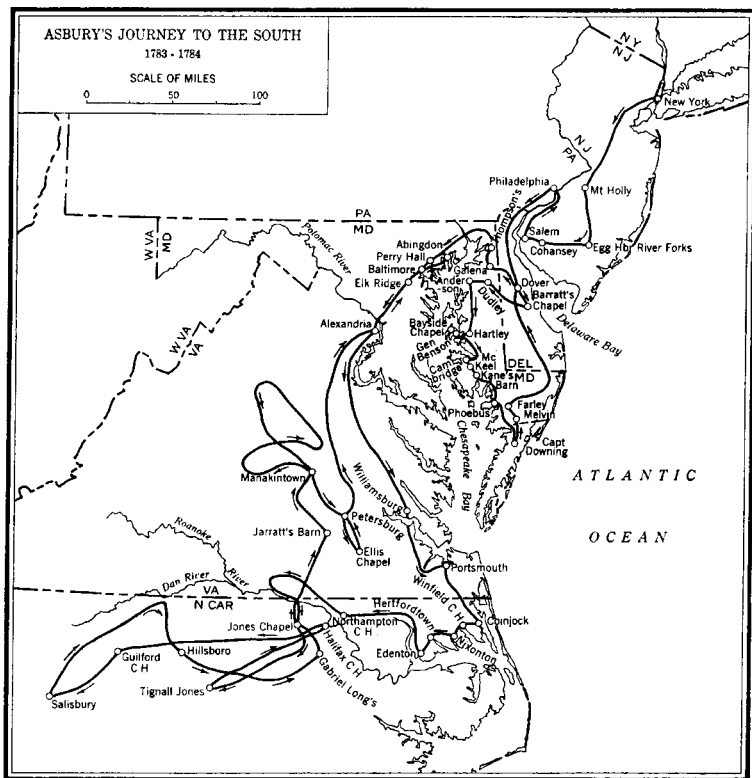 ASBURY'S JOURNEY TO THE SOUTH
1783 - 1784
SCALE OF MILES
0 50 100
NY
NJ
New York
NJ
PA
Philadelphia
Mt Holly
Thompson's
PA
MD
W VA
MD
Potomac River
Abingdon
Perry Hall
Baltimore
Elk Ridge
Salem
Cohansey
Egg Hbr River Forks
Galena
Ander-
son
Dudley
Dover
Barratt's
Chapel
Delaware Bay
Alexandria
W VA
VA
Bayside
Chapel
Hartley
Gen
Benson
Cam
bridge
Mc
Keel
Kane's
Barn
DEL
MD
Phoebus
Farley
Melvin
Capt
Downing
Chesapeake Bay
ATLANTIC
OCEAN
Manakintown
Williamsburg
Petersburg
Roanoke
River
Jarratt's Barn
Ellis
Chapel
Portsmouth
Dan River
VA
N CAR
Winfield C H
Hertfordtown
Jones Chapel
Northampton
C H
Coinjock
Nixonton
Edenton
Halifax C H
Guilford
C H
Hillsboro
Gabriel Long's
Tignall Jones
Salisbury